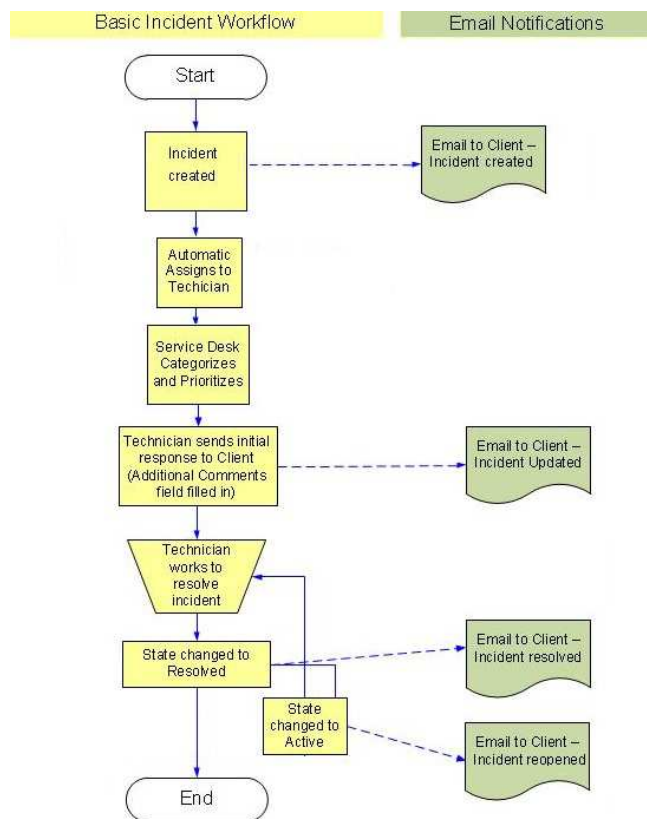 Basic Incident Workflow
Email Notifications
Start
Incident
created
Email to Client –
Incident created
Automatic
Assigns to
Techician
Service Desk
Categorizes
and Prioritizes
Technician sends initial
response to Client
(Additional Comments
field filled in)
Email to Client –
Incident Updated
Technician
works to
resolve
incident
State changed to
Resolved
Email to Client –
Incident resolved
State
changed to
Active
Email to Client –
Incident reopened
End